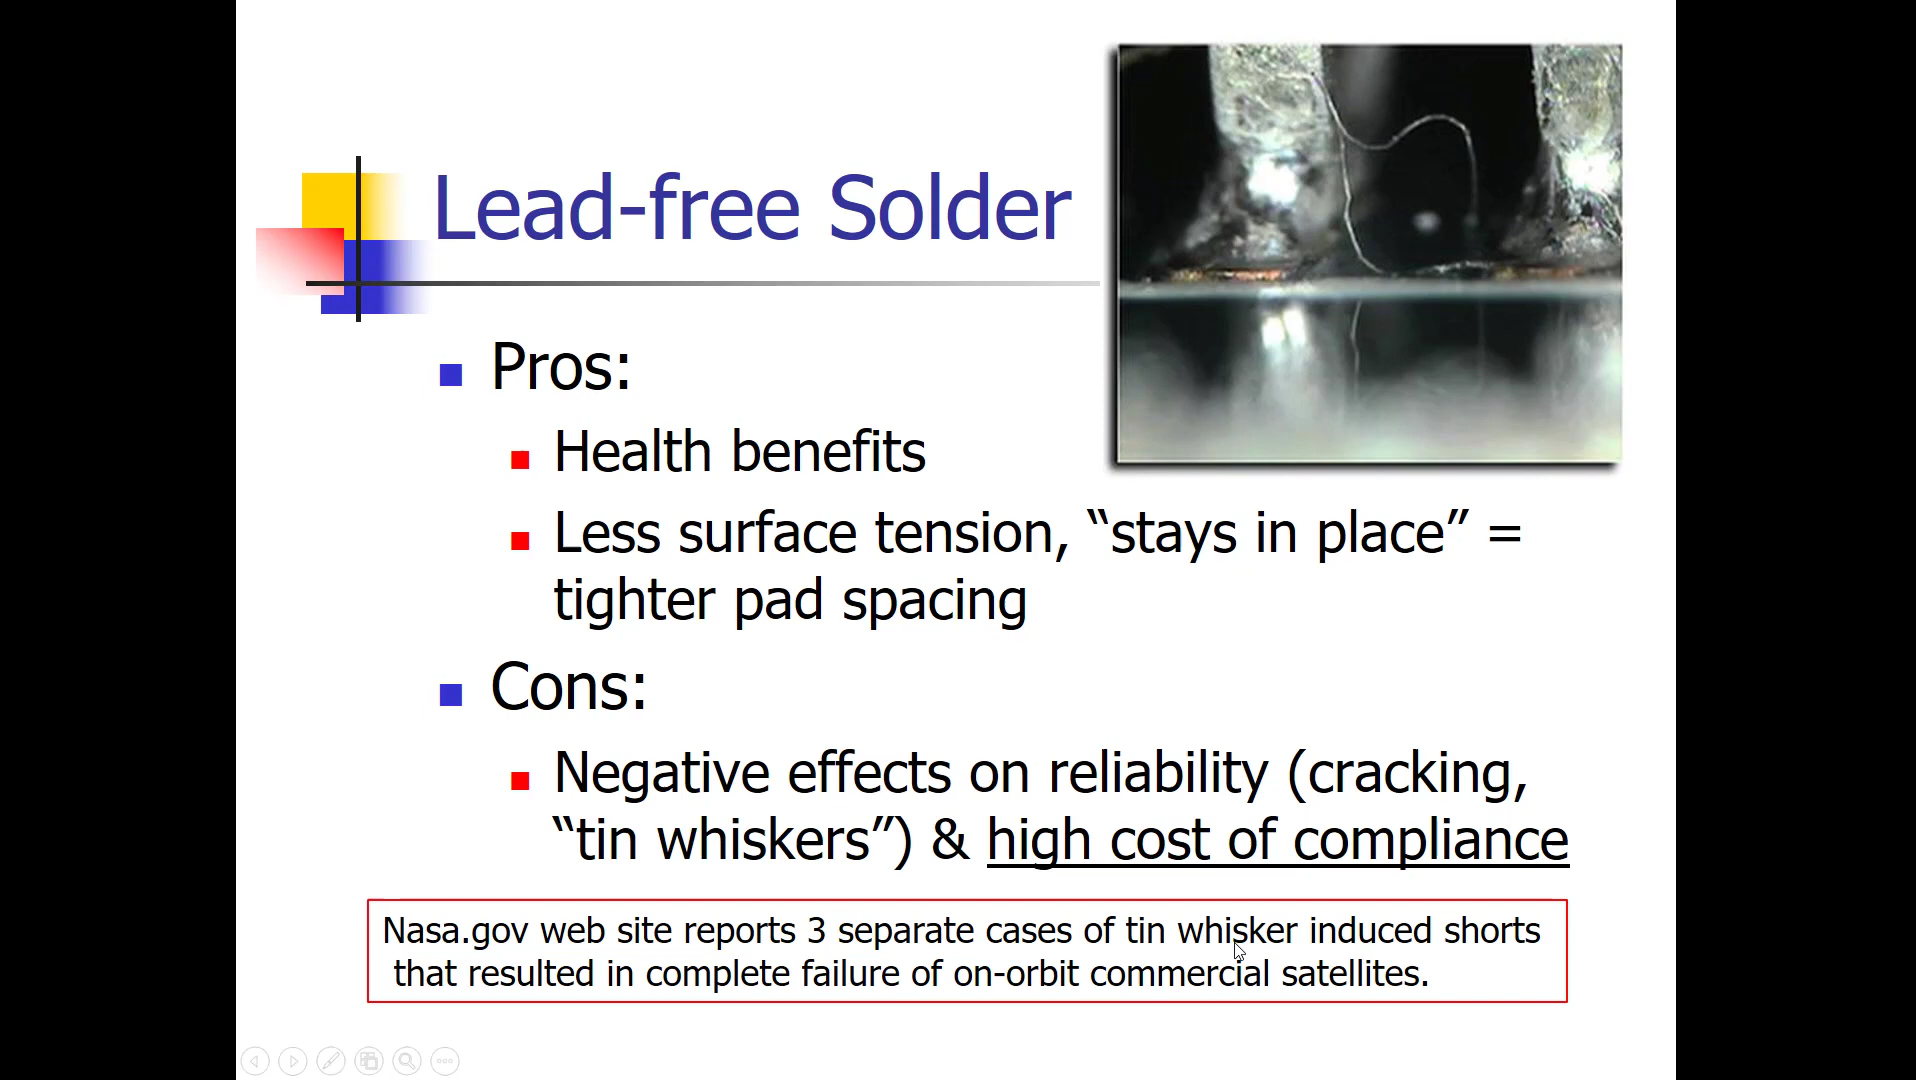 Lead-free Solder
Pros:
Health benefits
Less surface tension, “stays in place” =
tighter pad spacing
Cons:
Negative effects on reliability (cracking,
“tin whiskers”) & high cost of compliance
Nasa.gov web site reports 3 separate cases of tin whisker induced shorts
that resulted in complete failure of on-orbit commercial satellites.